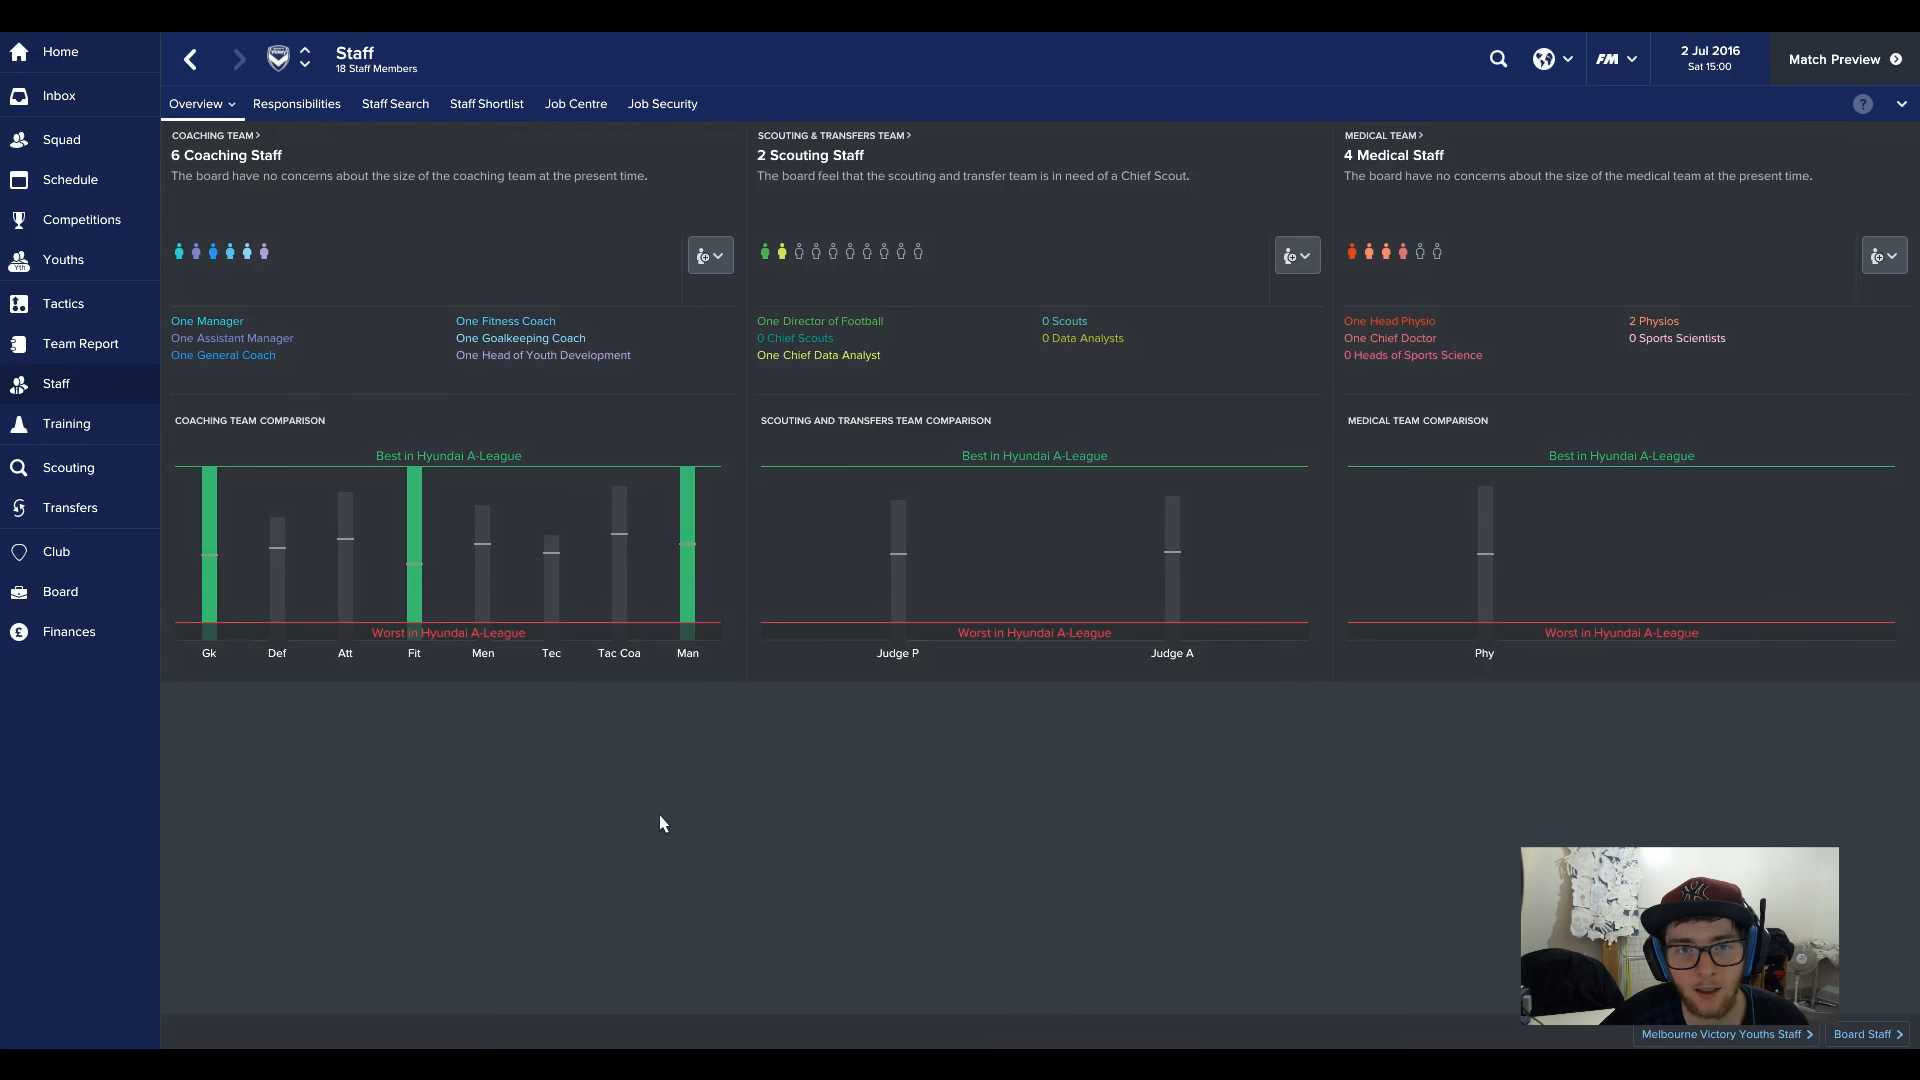 Home
Inbox
Squad
Schedule
Competitions
Youths
Yth
Tactics
Team Report
Staff
Training
Scouting
Transfers
Club
Board
Finances
Staff
18 Staff Members
FM
2 Jul 2016
Sat 15:00
Match Preview
Overview
Responsibilities
Staff Search
Staff Shortlist
Job Centre
Job Security
?
COACHING TEAM >
6 Coaching Staff
The board have no concerns about the size of the coaching team at the present time.
One Manager
One Assistant Manager
One General Coach
One Fitness Coach
One Goalkeeping Coach
One Head of Youth Development
COACHING TEAM COMPARISON
Best in Hyundai A-League
Worst in Hyundai A-League
Gk Def Att Fit Men Tec Tac Coa Man
SCOUTING & TRANSFERS TEAM >
2 Scouting Staff
The board feel that the scouting and transfer team is in need of a Chief Scout.
One Director of Football
0 Chief Scouts
One Chief Data Analyst
0 Scouts
0 Data Analysts
SCOUTING AND TRANSFERS TEAM COMPARISON
Best in Hyundai A-League
Worst in Hyundai A-League
Judge P Judge A
MEDICAL TEAM >
4 Medical Staff
The board have no concerns about the size of the medical team at the present time.
One Head Physio
One Chief Doctor
0 Heads of Sports Science
2 Physios
0 Sports Scientists
MEDICAL TEAM COMPARISON
Best in Hyundai A-League
Worst in Hyundai A-League
Phy
Melbourne Victory Youths Staff >
Board Staff >